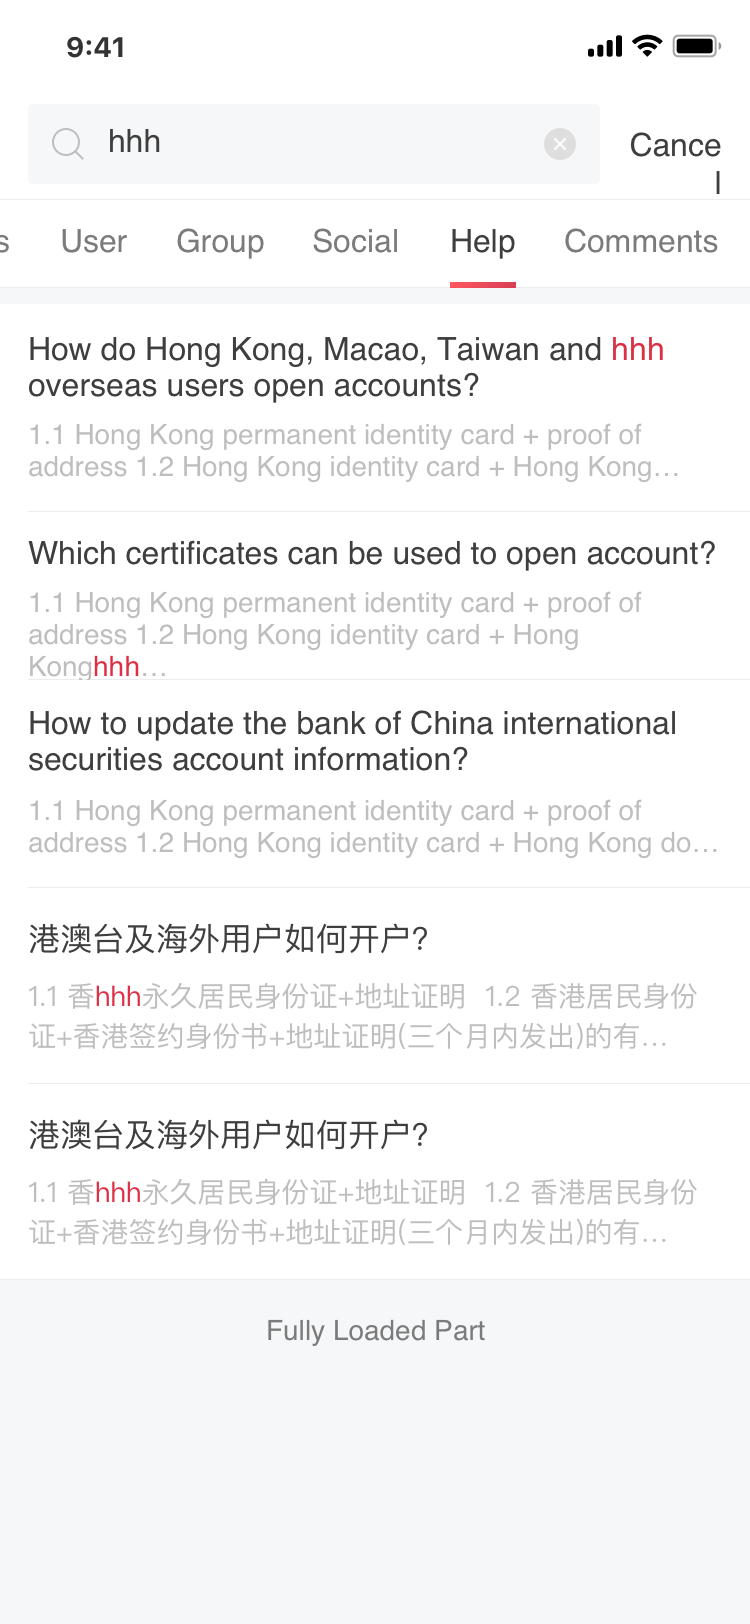 9:41
hhh
Cance
l
s User Group Social Help Comments
How do Hong Kong, Macao, Taiwan and hhh
overseas users open accounts?
1.1 Hong Kong permanent identity card + proof of
address 1.2 Hong Kong identity card + Hong Kong...
Which certificates can be used to open account?
1.1 Hong Kong permanent identity card + proof of
address 1.2 Hong Kong identity card + Hong
Konghhh...
How to update the bank of China international
securities account information?
1.1 Hong Kong permanent identity card + proof of
address 1.2 Hong Kong identity card + Hong Kong do...
港澳台及海外用户如何开户?
1.1 香hhh永久居民身份证+地址证明 1.2 香港居民身份
证+香港签约身份书+地址证明(三个月内发出)的有...
港澳台及海外用户如何开户?
1.1 香hhh永久居民身份证+地址证明 1.2 香港居民身份
证+香港签约身份书+地址证明(三个月内发出)的有...
Fully Loaded Part